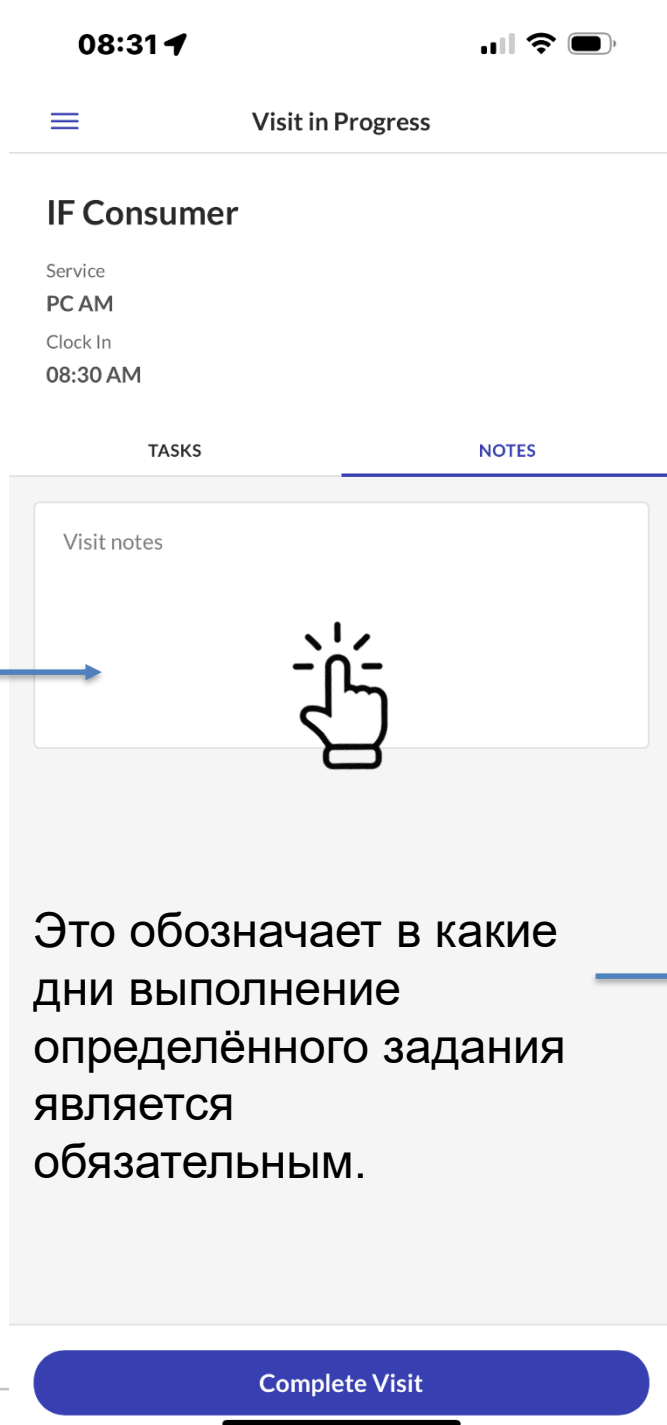 08:31
Visit in Progress
IF Consumer
Service
PC AM
Clock In
08:30 AM
TASKS
NOTES
Visit notes
Это обозначает в какие
дни выполнение
определённого задания
является
обязательным.
Complete Visit